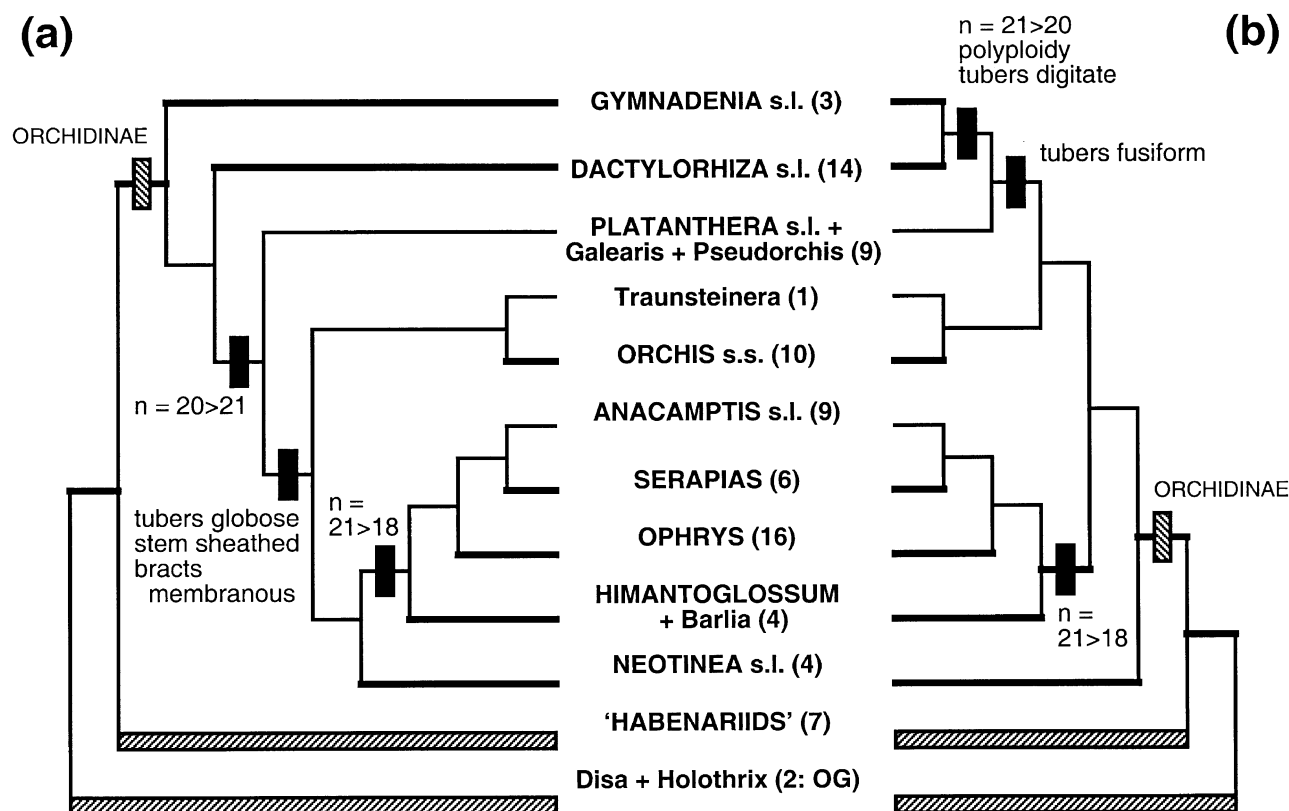 (a)
(b)
n = 21>20
polyploidy
tubers digitate
ORCHIDINAE
GYMNADENIA s.l. (3)
tubers fusiform
DACTYLORHIZA s.l. (14)
PLATANTHERA s.l. +
Galearis + Pseudorchis (9)
Traunsteinera (1)
ORCHIS s.s. (10)
n = 20>21
ANACAMPTIS s.l. (9)
SERAPIAS (6)
ORCHIDINAE
tubers globose
stem sheathed
bracts
membranous
n =
21>18
OPHRYS (16)
HIMANTOGLOSSUM
+ Barlia (4)
n =
21>18
NEOTINEA s.l. (4)
‘HABENARIIDS’ (7)
Disa + Holothrix (2: OG)